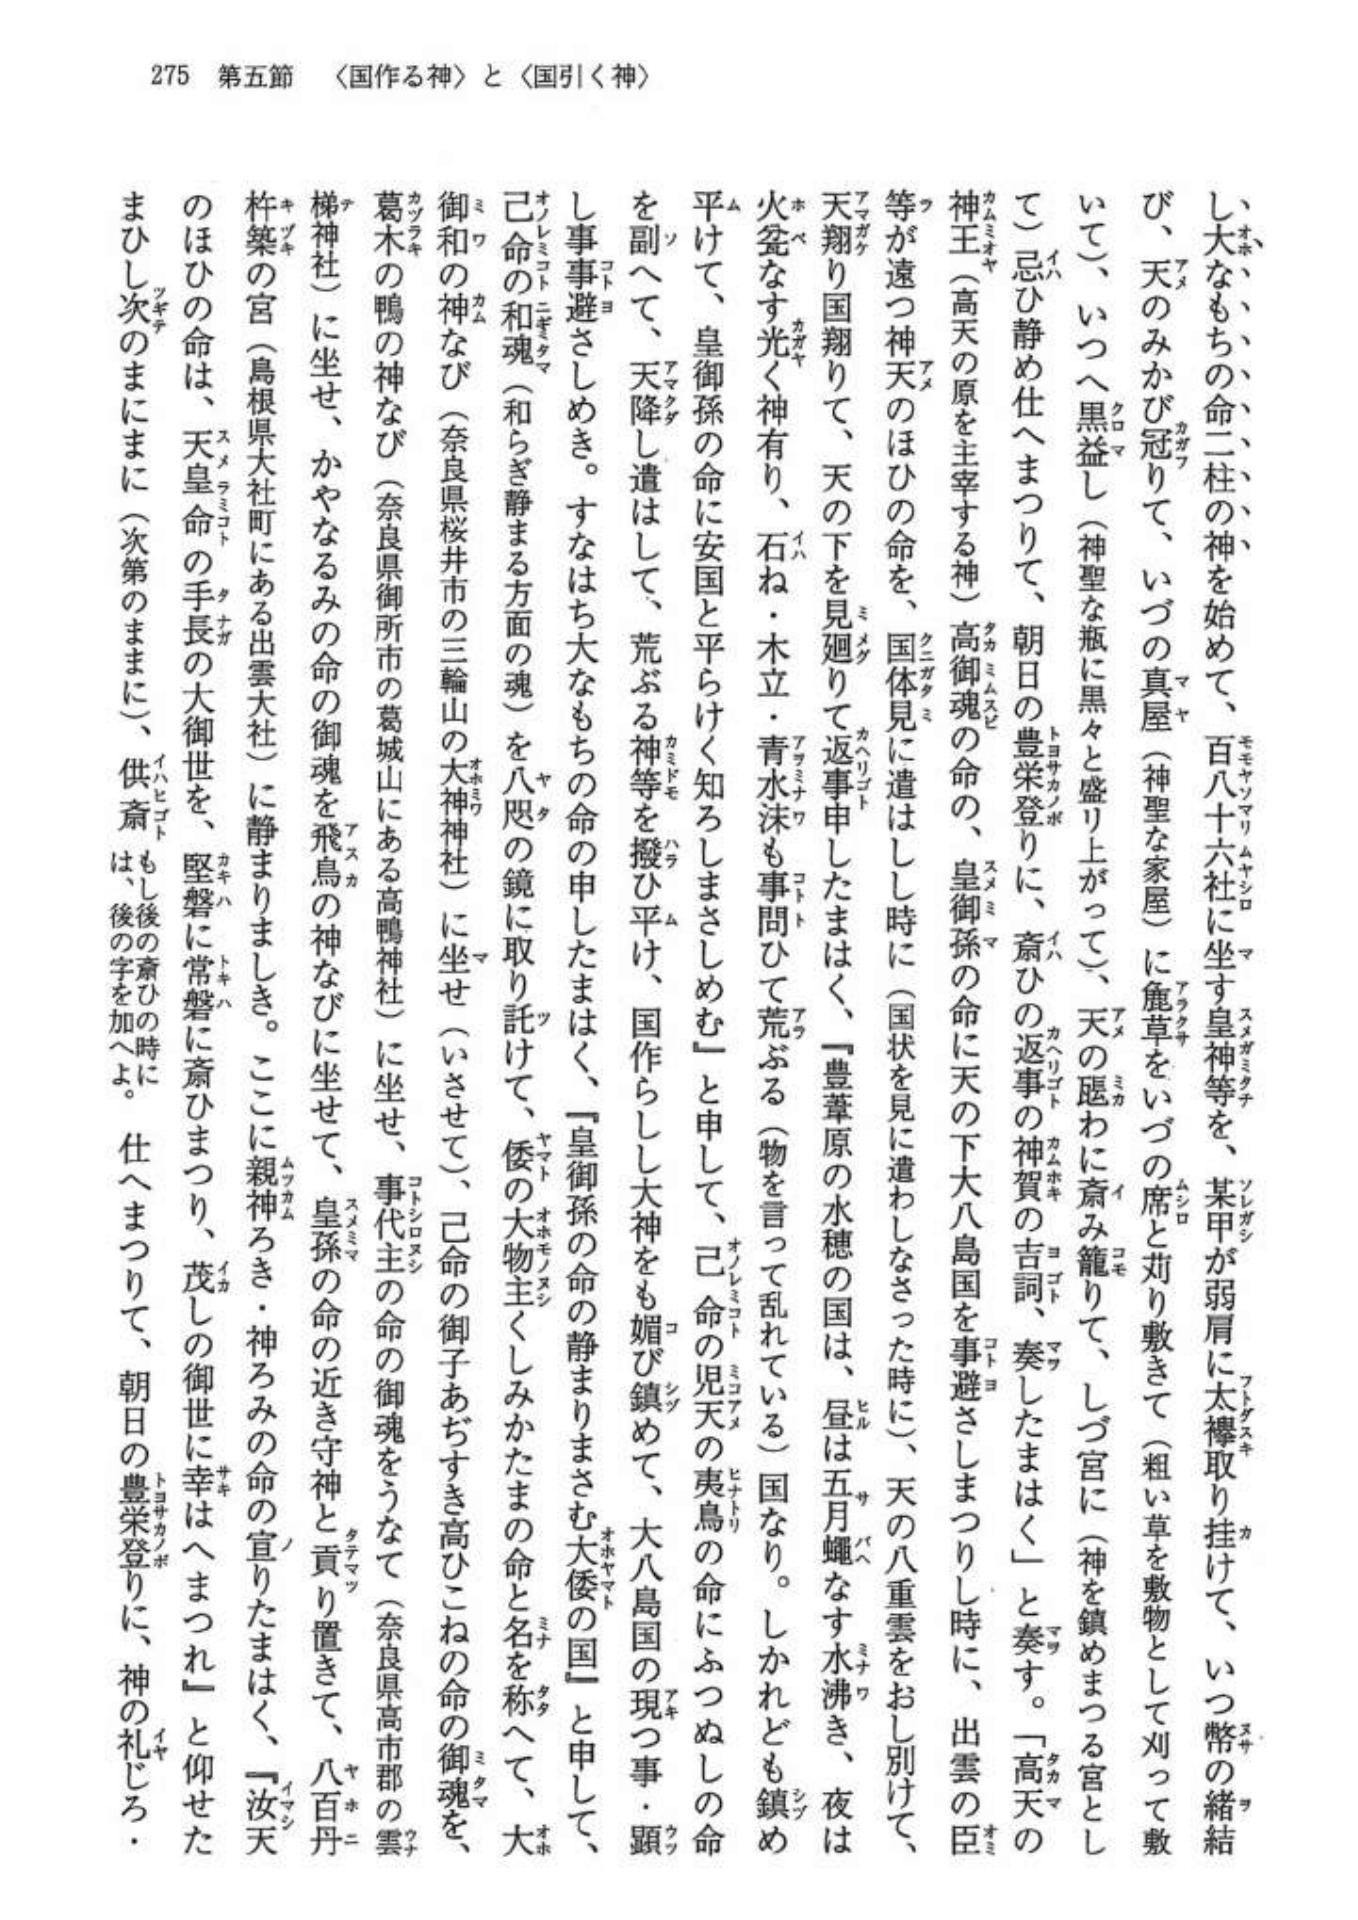 275 第五節 〈国作る神〉と〈国引く神〉
し大なもちの命二柱の神を始めて、百八十六社に坐す皇神等を、某甲が弱肩に太襷取り挂けて、いつ幣の緒結
び、天のみかび冠りて、いづの真屋（神聖な家屋）に麁草をいづの席と苅り敷きて（粗い草を敷物として刈って敷
いて）、いつへ黒益し（神聖な瓶に黒々と盛り上がって）、天の𤭖わに斎み籠りて、しづ宮に（神を鎮めまつる宮とし
て）忌ひ静め仕へまつりて、朝日の豊栄登りに、斎ひの返事の神賀の吉詞、奏したまはく」と奏す。「高天の
神王（高天の原を主宰する神）高御魂の命の、皇御孫の命に天の下大八島国を事避さしまつりし時に、出雲の臣
等が遠つ神天のほひの命を、国体見に遣はしし時に（国状を見に遣わしなさった時に）、天の八重雲をおし別けて、
天翔り国翔りて、天の下を見廻りて返事申したまはく、『豊葦原の水穂の国は、昼は五月蠅なす水沸き、夜は
火瓫なす光く神有り、石ね・木立・青水沫も事問ひて荒ぶる（物を言って乱れている）国なり。しかれども鎮め
平けて、皇御孫の命に安国と平らけく知ろしまさしめむ』と申して、己命の児天の夷鳥の命にふつぬしの命
を副へて、天降し遣はして、荒ぶる神等を撥ひ平け、国作らしし大神をも媚び鎮めて、大八島国の現つ事・顕
し事事避さしめき。すなはち大なもちの命の申したまはく、『皇御孫の命の静まりまさむ大倭の国』と申して、
己命の和魂（和らぎ静まる方面の魂）を八咫の鏡に取り託けて、倭の大物主くしみかたまの命と名を称へて、大
御和の神なび（奈良県桜井市の三輪山の大神神社）に坐せ（いさせて）、己命の御子あぢすき高ひこねの命の御魂を、
葛木の鴨の神なび（奈良県御所市の葛城山にある高鴨神社）に坐せ、事代主の命の御魂をうなて（奈良県高市郡の雲
梯神社）に坐せ、かやなるみの命の御魂を飛鳥の神なびに坐せて、皇孫の命の近き守神と貢り置きて、八百丹
杵築の宮（島根県大社町にある出雲大社）に静まりましき。ここに親神ろき・神ろみの命の宣りたまはく、『汝天
のほひの命は、天皇命の手長の大御世を、堅磐に常磐に斎ひまつり、茂しの御世に幸はへまつれ』と仰せた
まひし次のまにまに（次第のままに）、供斎もし後の斎ひの時には、後の字を加へよ。仕へまつりて、朝日の豊栄登りに、神の礼じろ・